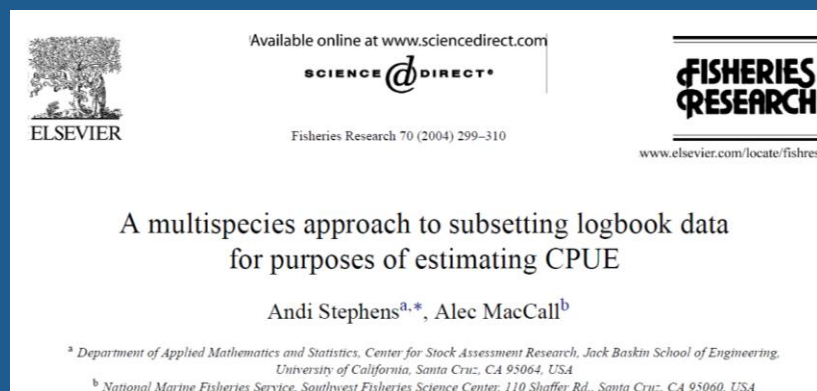 Available online at www.sciencedirect.com
SCIENCE DIRECT®
ELSEVIER
Fisheries Research 70 (2004) 299–310
FISHERIES
RESEARCH
www.elsevier.com/locate/fishres
A multispecies approach to subsetting logbook data
for purposes of estimating CPUE
Andi Stephensa,*, Alec MacCallb
a Department of Applied Mathematics and Statistics, Center for Stock Assessment Research, Jack Baskin School of Engineering,
University of California, Santa Cruz, CA 95064, USA
b National Marine Fisheries Service, Southwest Fisheries Science Center, 110 Shaffer Rd., Santa Cruz, CA 95060, USA